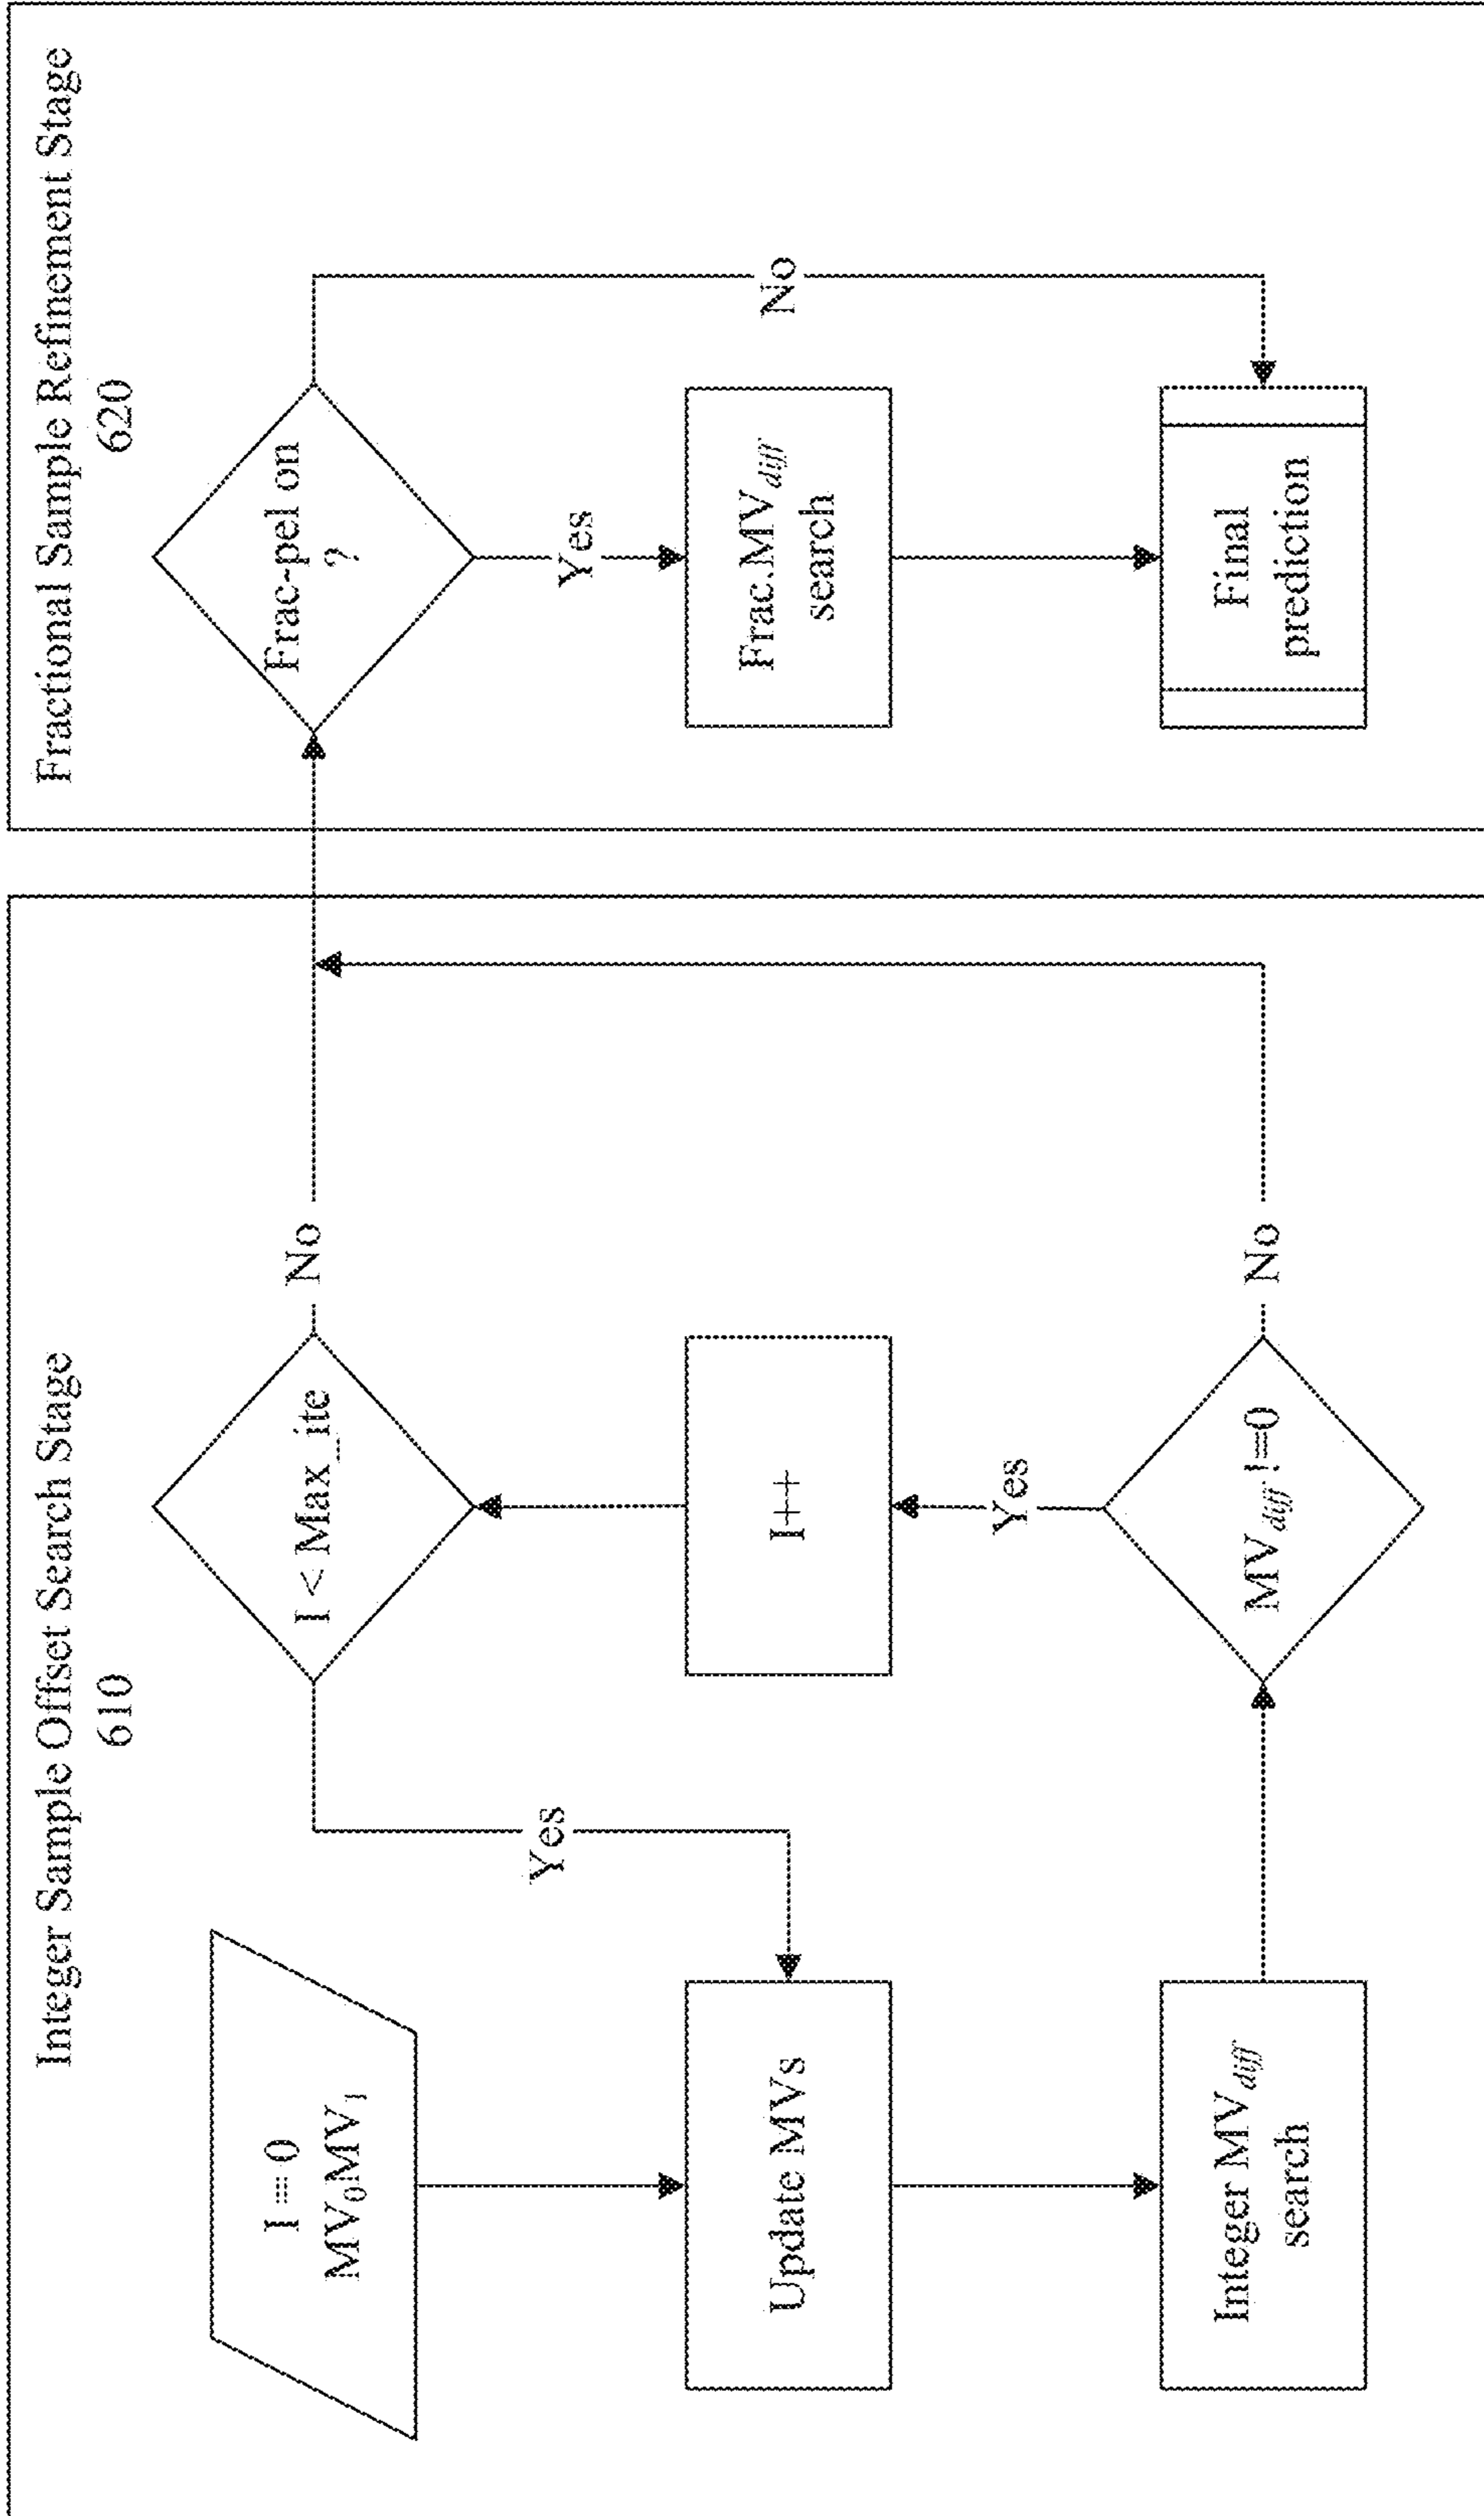 Integer Sample Offset Search Stage
610
I = 0
MV₀MV₁
Update MVs
Integer MVdiff
search
Yes
I < Max_ite
No
I++
Yes
MVdiff !=0
No
Fractional Sample Refinement Stage
620
Frac-pel on
?
Yes
No
Frac.MVdiff
search
Final
prediction